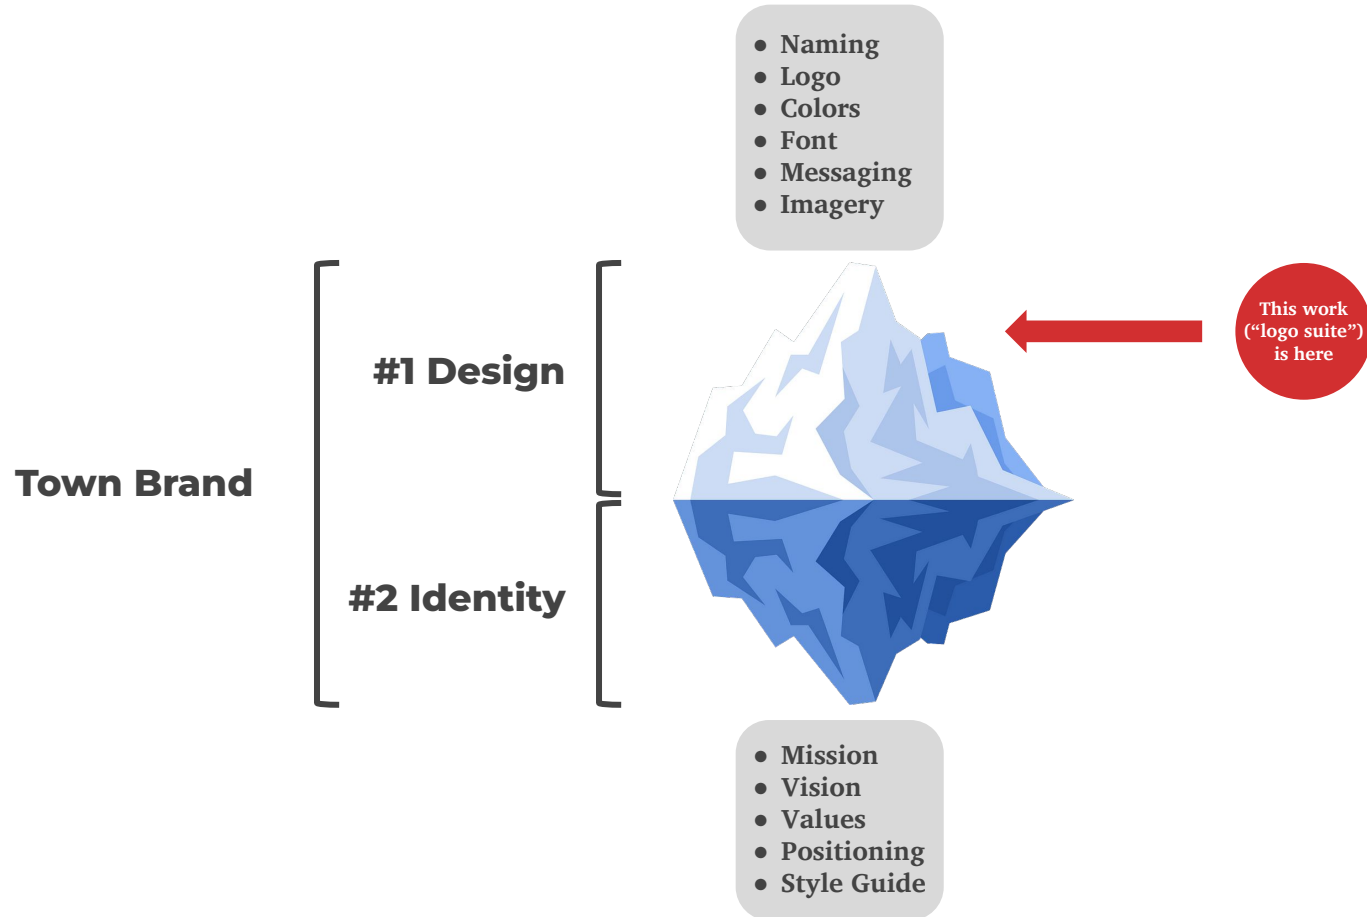 ● Naming
● Logo
● Colors
● Font
● Messaging
● Imagery
#1 Design
This work
(“logo suite”)
is here
Town Brand
#2 Identity
● Mission
● Vision
● Values
● Positioning
● Style Guide